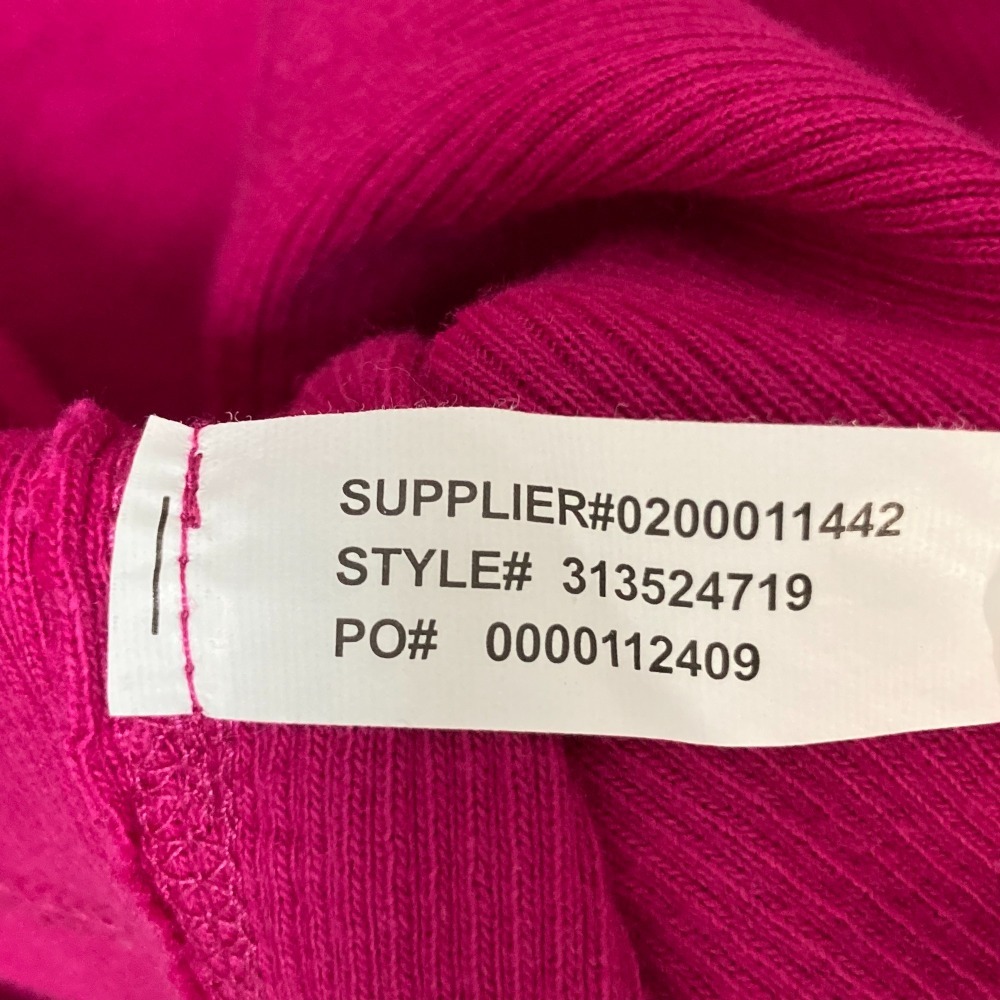 SUPPLIER#0200011442
STYLE# 313524719
PO# 0000112409